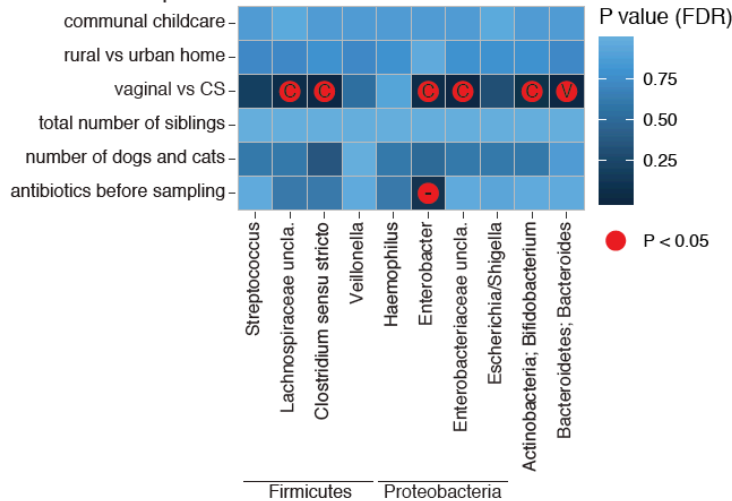 communal childcare
rural vs urban home
vaginal vs CS
total number of siblings
number of dogs and cats
antibiotics before sampling
C C C C C V
-
Streptococcus
Lachnospiraceae uncla.
Clostridium sensu stricto
Veillonella
Haemophilus
Enterobacter
Enterobacteriaceae uncla.
Escherichia/Shigella
Actinobacteria; Bifidobacterium
Bacteroidetes; Bacteroides
Firmicutes
Proteobacteria
P value (FDR)
0.75
0.50
0.25
P < 0.05